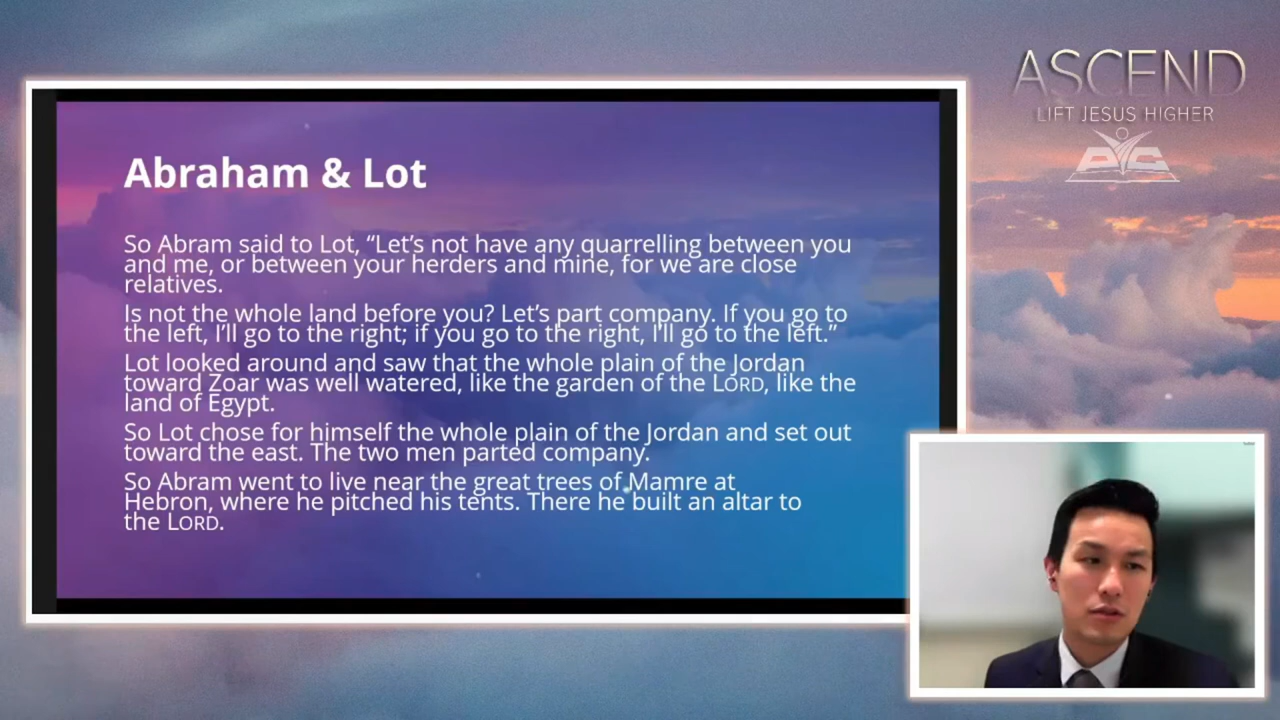 ASCEND
LIFT JESUS HIGHER
Abraham & Lot
So Abram said to Lot, “Let’s not have any quarrelling between you
and me, or between your herders and mine, for we are close
relatives.
Is not the whole land before you? Let’s part company. If you go to
the left, I’ll go to the right; if you go to the right, I’ll go to the left.”
Lot looked around and saw that the whole plain of the Jordan
toward Zoar was well watered, like the garden of the LORD, like the
land of Egypt.
So Lot chose for himself the whole plain of the Jordan and set out
toward the east. The two men parted company.
So Abram went to live near the great trees of Mamre at
Hebron, where he pitched his tents. There he built an altar to
the LORD.